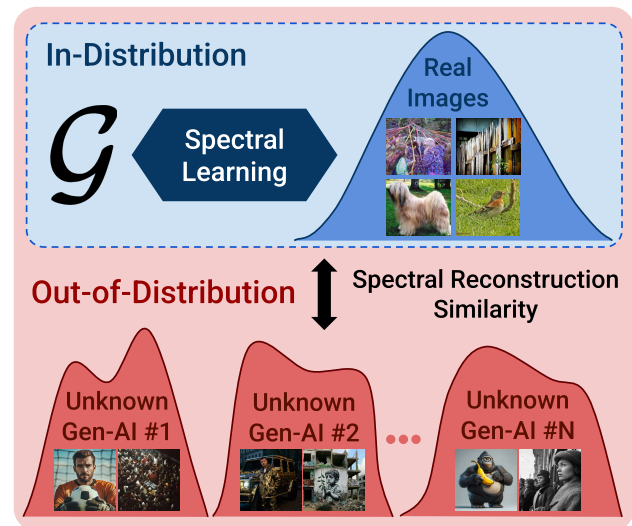 In-Distribution
𝒢
Spectral
Learning
Real
Images
Out-of-Distribution
Spectral Reconstruction
Similarity
Unknown
Gen-AI #1
Unknown
Gen-AI #2
...
Unknown
Gen-AI #N